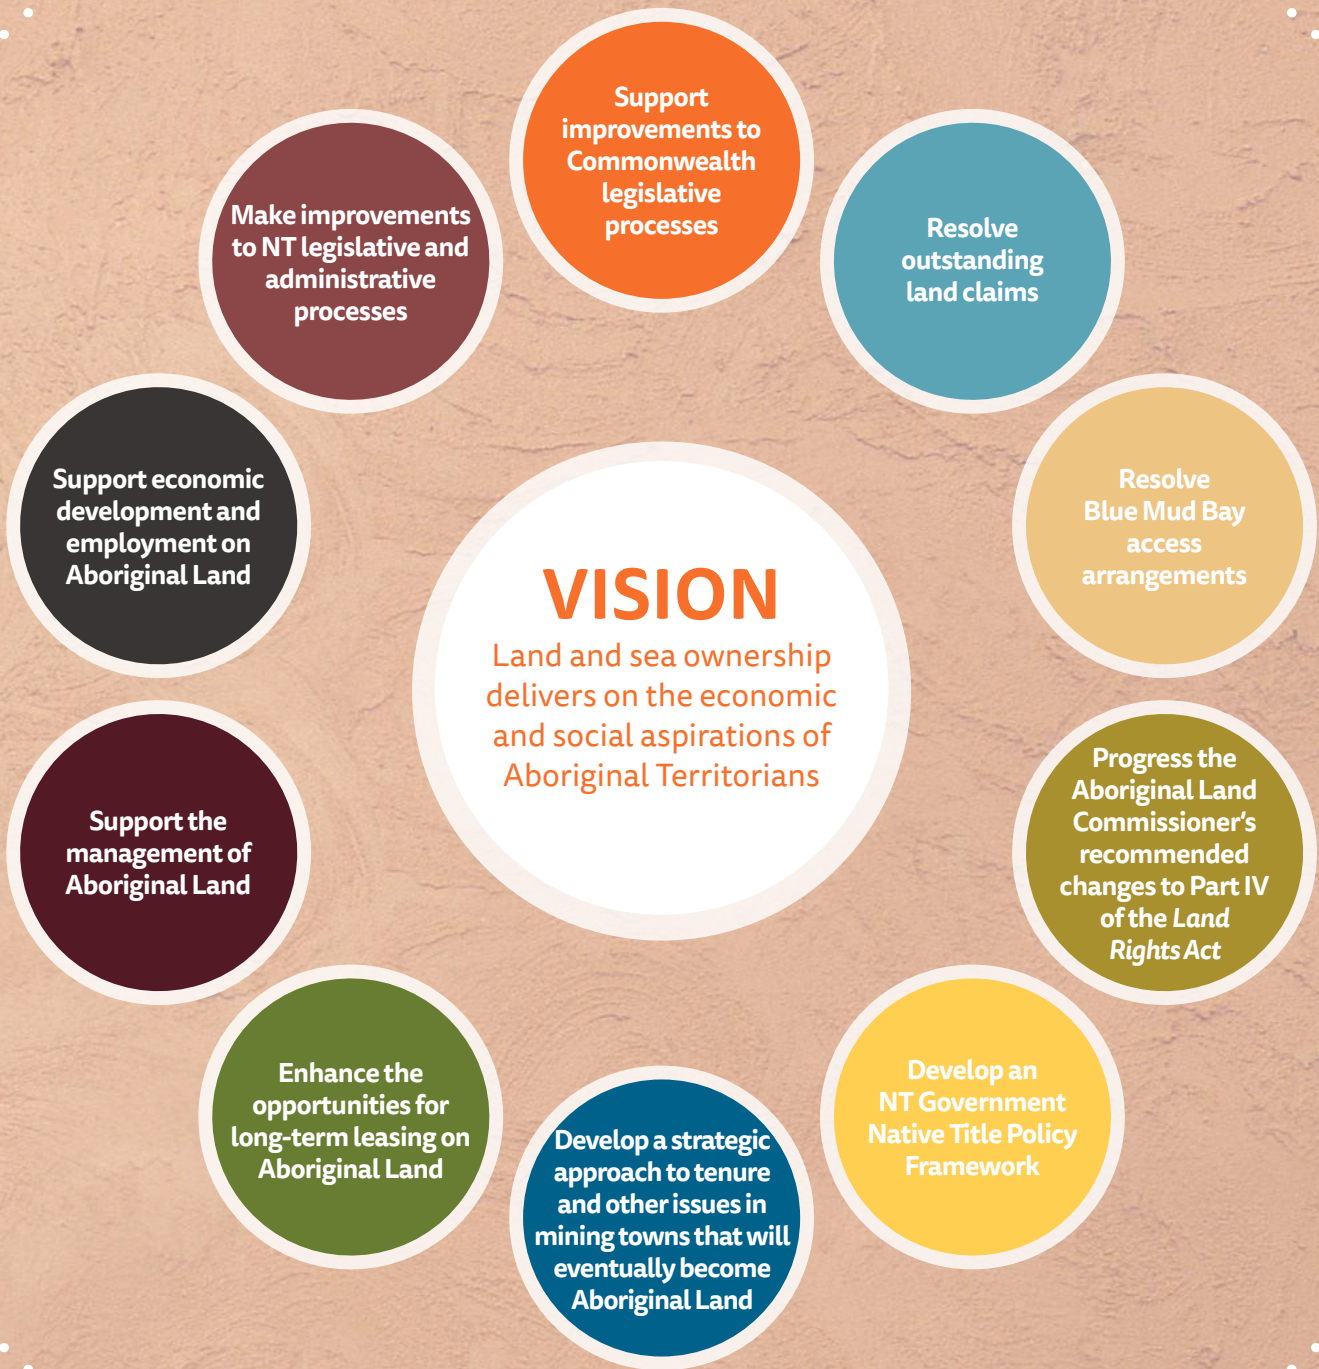 Support
improvements to
Commonwealth
legislative
processes
Resolve
outstanding
land claims
Resolve
Blue Mud Bay
access
arrangements
Progress the
Aboriginal Land
Commissioner’s
recommended
changes to Part IV
of the Land
Rights Act
Develop an
NT Government
Native Title Policy
Framework
Develop a strategic
approach to tenure
and other issues in
mining towns that will
eventually become
Aboriginal Land
Enhance the
opportunities for
long-term leasing on
Aboriginal Land
Support the
management of
Aboriginal Land
Support economic
development and
employment on
Aboriginal Land
Make improvements
to NT legislative and
administrative
processes
VISION
Land and sea ownership
delivers on the economic
and social aspirations of
Aboriginal Territorians